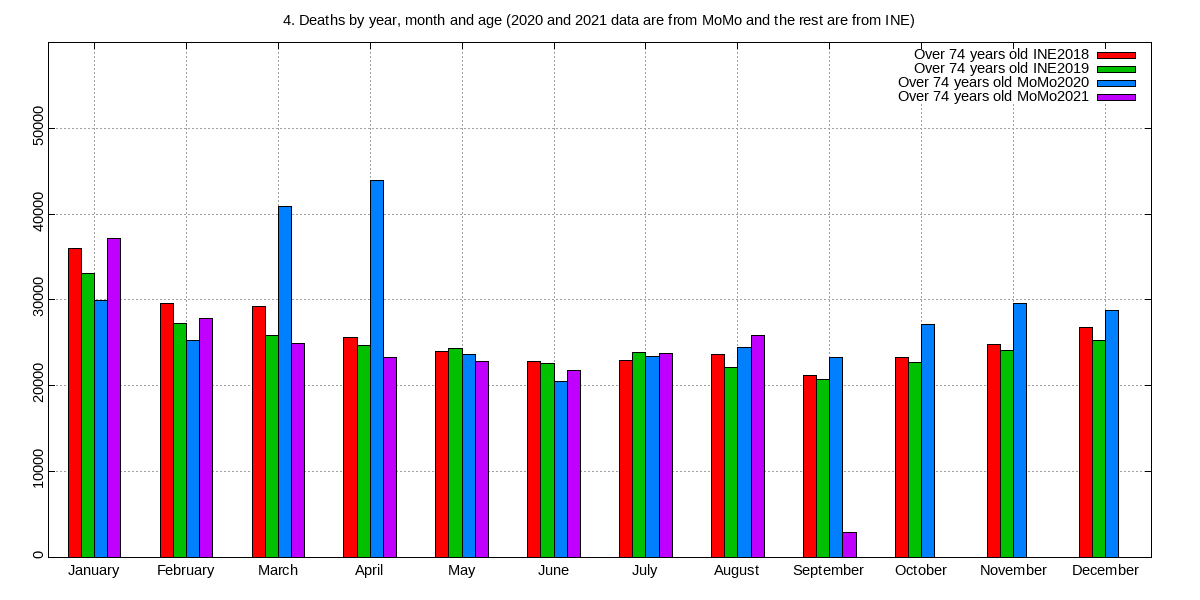 4. Deaths by year, month and age (2020 and 2021 data are from MoMo and the rest are from INE)
Over 74 years old INE2018
Over 74 years old INE2019
Over 74 years old MoMo2020
Over 74 years old MoMo2021
50000
40000
30000
20000
10000
0
January February March April May June July August September October November December